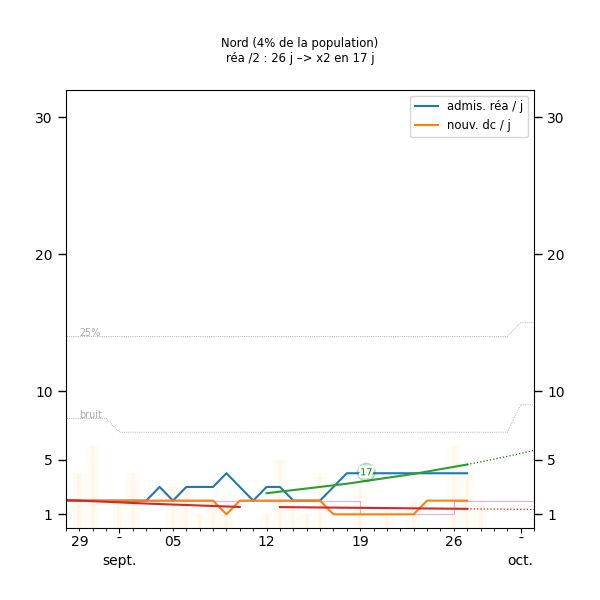 Nord (4% de la population)
réa /2 : 26 j –> x2 en 17 j
admis. réa / j
nouv. dc / j
30 30
20 20
25%
10 10
bruit
5 5
17
1 1
29 - 05 12 19 26 -
sept. oct.